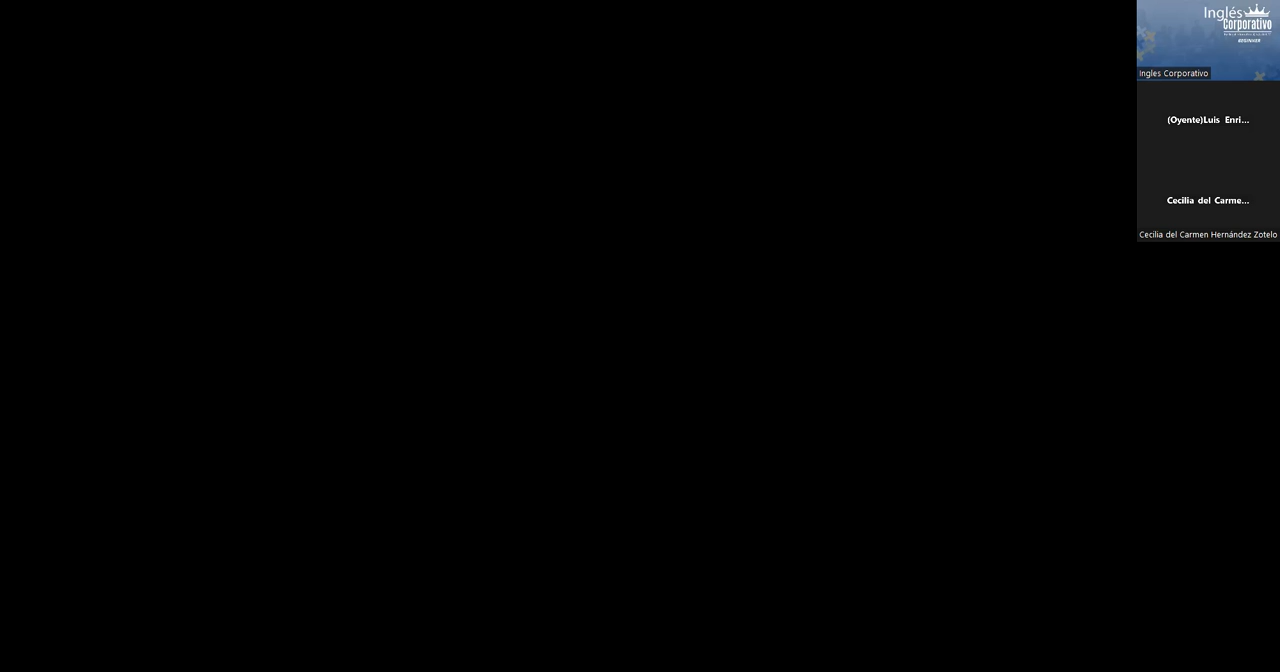 Inglés
Corporativo
BEGINNER
Ingles Corporativo
(Oyente)Luis Enri...
Cecilia del Carme...
Cecilia del Carmen Hernández Zotelo